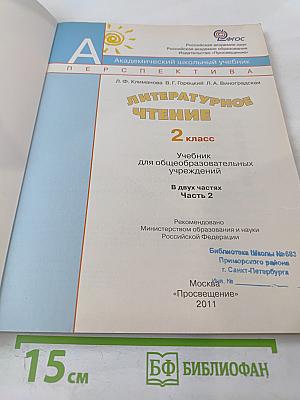 ФГОС
Российская академия наук
Российская академия образования
Издательство «Просвещение»
А
Академический школьный учебник
ПЕРСПЕКТИВА
Л.Ф. Климанова В.Г. Горецкий Л.А. Виноградская
ЛИТЕРАТУРНОЕ
ЧТЕНИЕ
2 класс
Учебник
для общеобразовательных
учреждений
В двух частях
Часть 2
Рекомендовано
Министерством образования и науки
Российской Федерации
Библиотека Школы №683
Приморского района
г. Санкт-Петербурга
Инв. №
Москва
«Просвещение»
2011
15 см
БФ БИБЛИОФАН